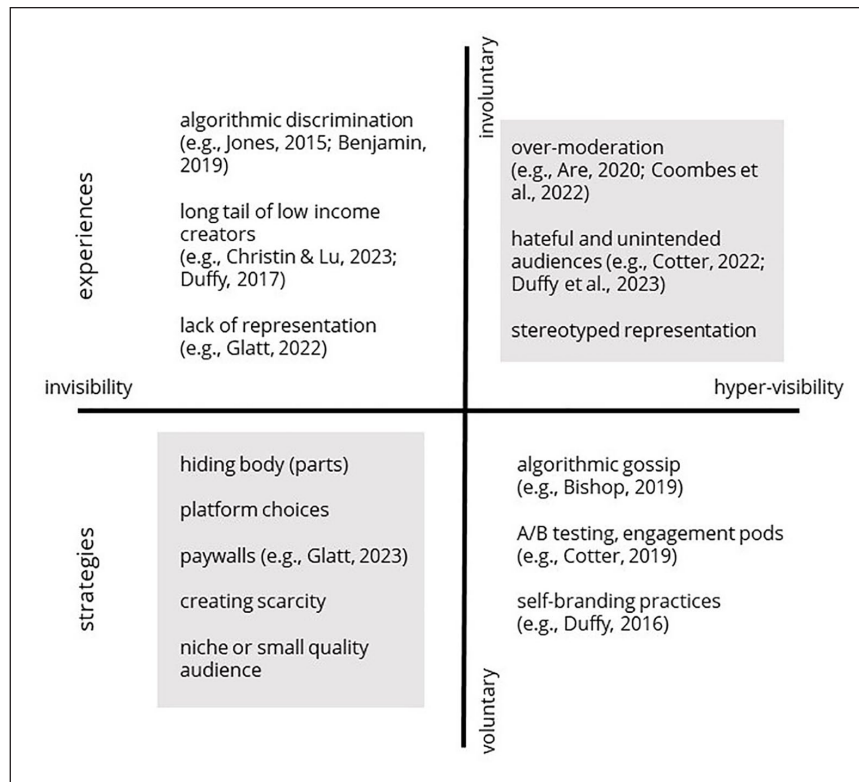 involuntary
experiences
algorithmic discrimination
(e.g., Jones, 2015; Benjamin,
2019)
long tail of low income
creators
(e.g., Christin & Lu, 2023;
Duffy, 2017)
lack of representation
(e.g., Glatt, 2022)
over-moderation
(e.g., Are, 2020; Coombes et
al., 2022)
hateful and unintended
audiences (e.g., Cotter, 2022;
Duffy et al., 2023)
stereotyped representation
invisibility
hyper-visibility
strategies
hiding body (parts)
platform choices
paywalls (e.g., Glatt, 2023)
creating scarcity
niche or small quality
audience
algorithmic gossip
(e.g., Bishop, 2019)
A/B testing, engagement pods
(e.g., Cotter, 2019)
self-branding practices
(e.g., Duffy, 2016)
voluntary